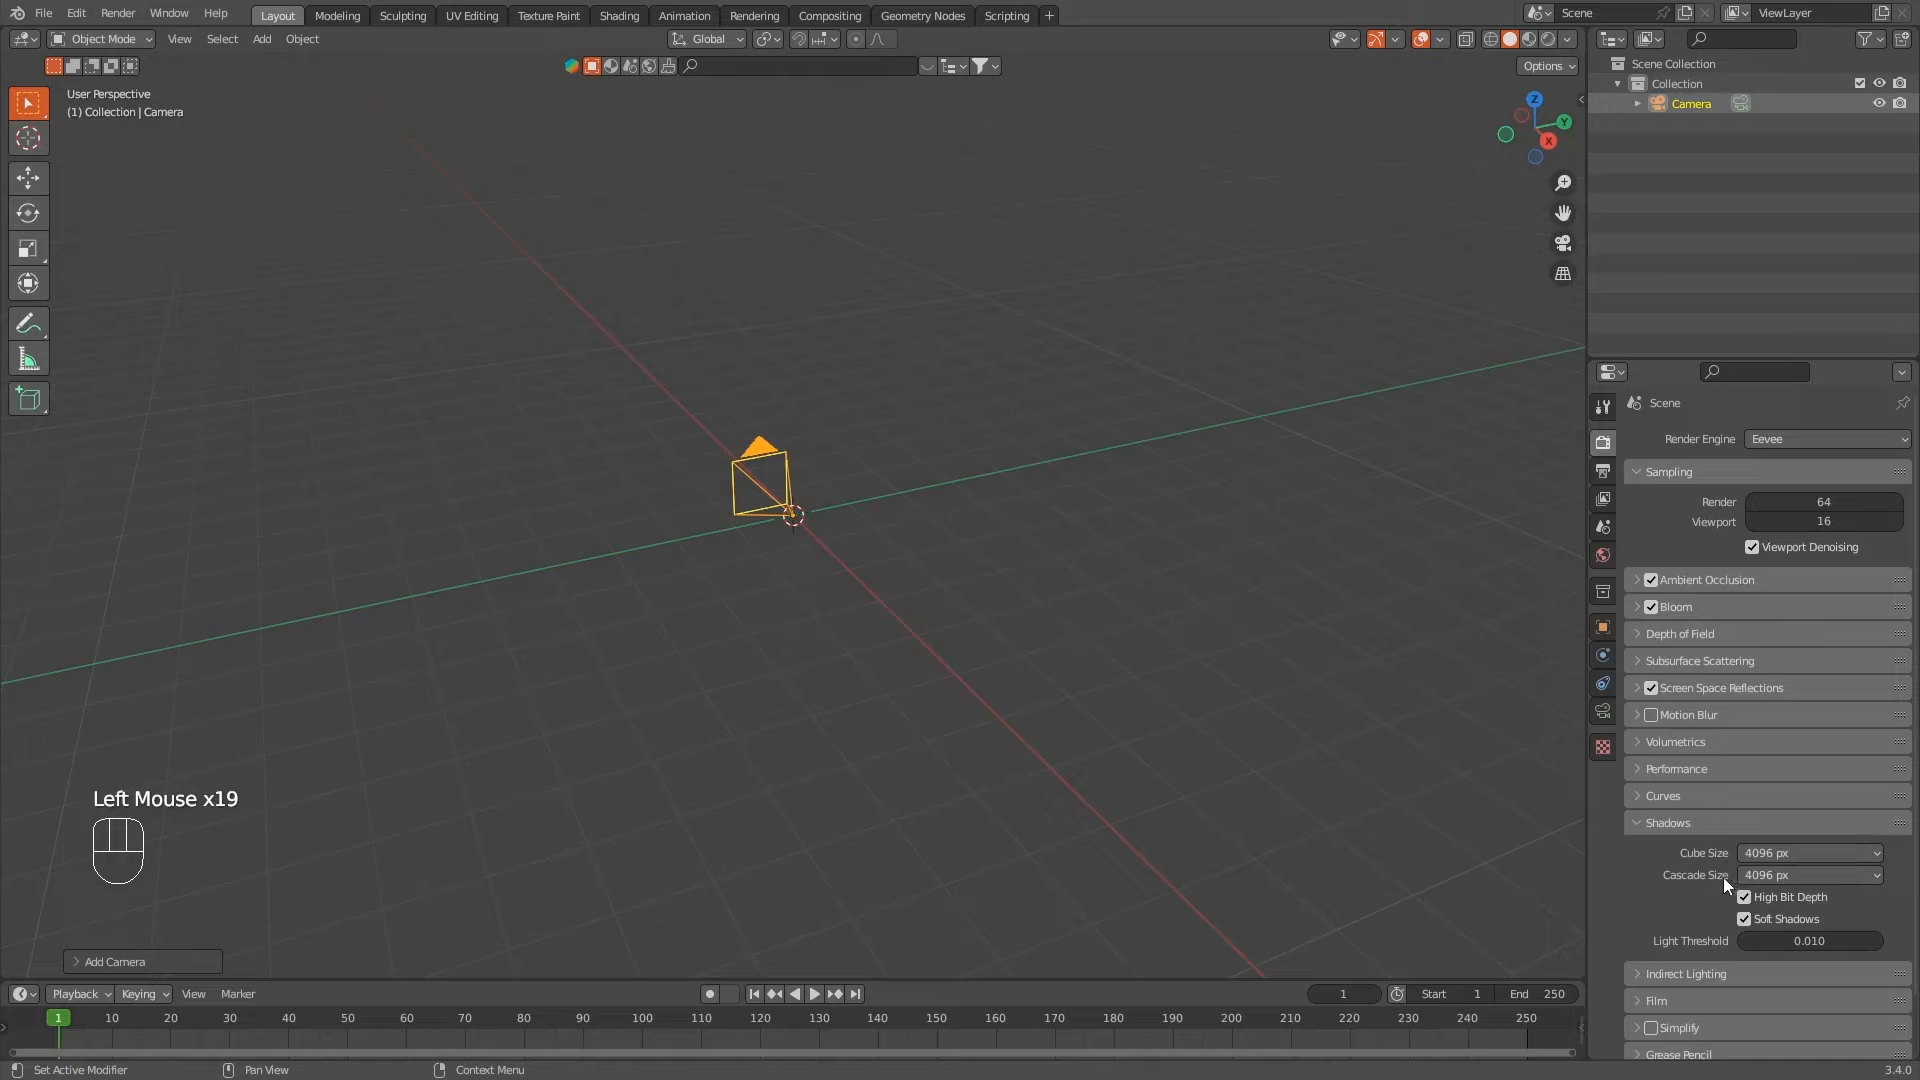 File Edit Render Window Help Layout Modeling Sculpting UV Editing Texture Paint Shading Animation Rendering Compositing Geometry Nodes Scripting + Scene ViewLayer
Object Mode View Select Add Object Global
Options
User Perspective
(1) Collection | Camera
Z
Y
X
Left Mouse x19
Add Camera
Scene Collection
Collection
Camera
Scene
Render Engine Eevee
Sampling
Render 64
Viewport 16
Viewport Denoising
Ambient Occlusion
Bloom
Depth of Field
Subsurface Scattering
Screen Space Reflections
Motion Blur
Volumetrics
Performance
Curves
Shadows
Cube Size 4096 px
Cascade Size 4096 px
High Bit Depth
Soft Shadows
Light Threshold 0.010
Indirect Lighting
Film
Simplify
Grease Pencil
Playback Keying View Marker 1 Start 1 End 250
1 10 20 30 40 50 60 70 80 90 100 110 120 130 140 150 160 170 180 190 200 210 220 230 240 250
Set Active Modifier Pan View Context Menu 3.4.0